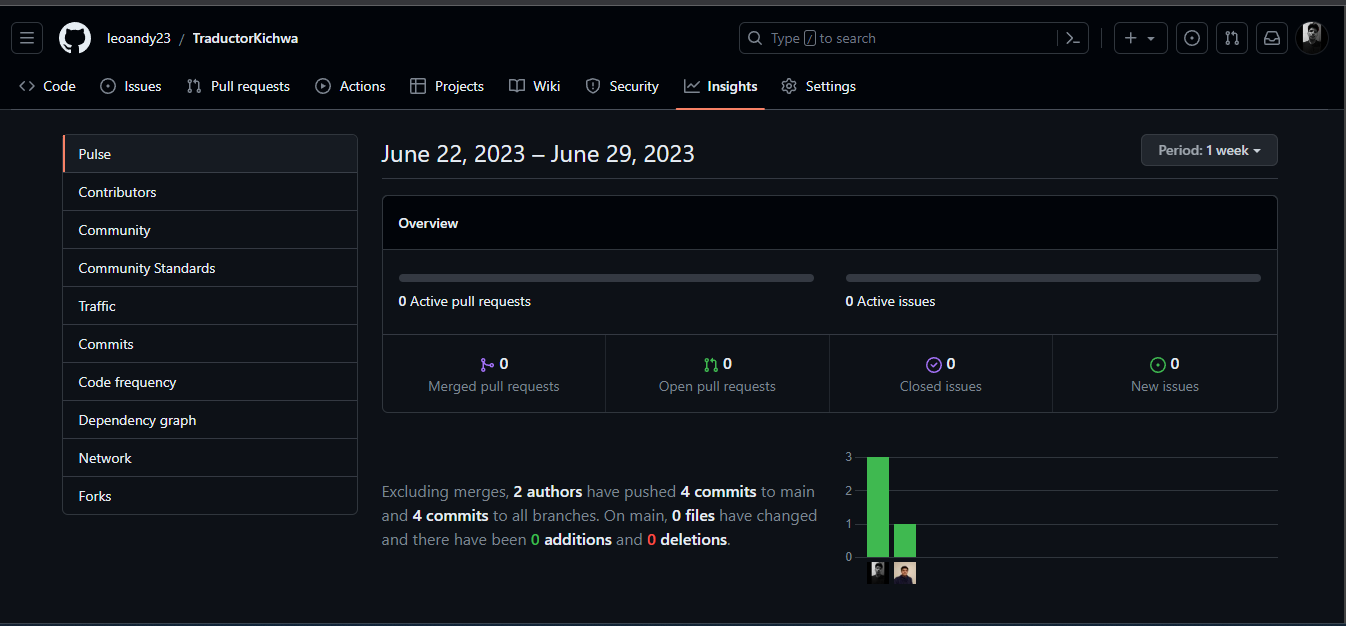 leoandy23 / TraductorKichwa
Type / to search
Code Issues Pull requests Actions Projects Wiki Security Insights Settings
Pulse
Contributors
Community
Community Standards
Traffic
Commits
Code frequency
Dependency graph
Network
Forks
June 22, 2023 – June 29, 2023
Period: 1 week
Overview
0 Active pull requests
0 Active issues
0
Merged pull requests
0
Open pull requests
0
Closed issues
0
New issues
Excluding merges, 2 authors have pushed 4 commits to main
and 4 commits to all branches. On main, 0 files have changed
and there have been 0 additions and 0 deletions.
3
2
1
0